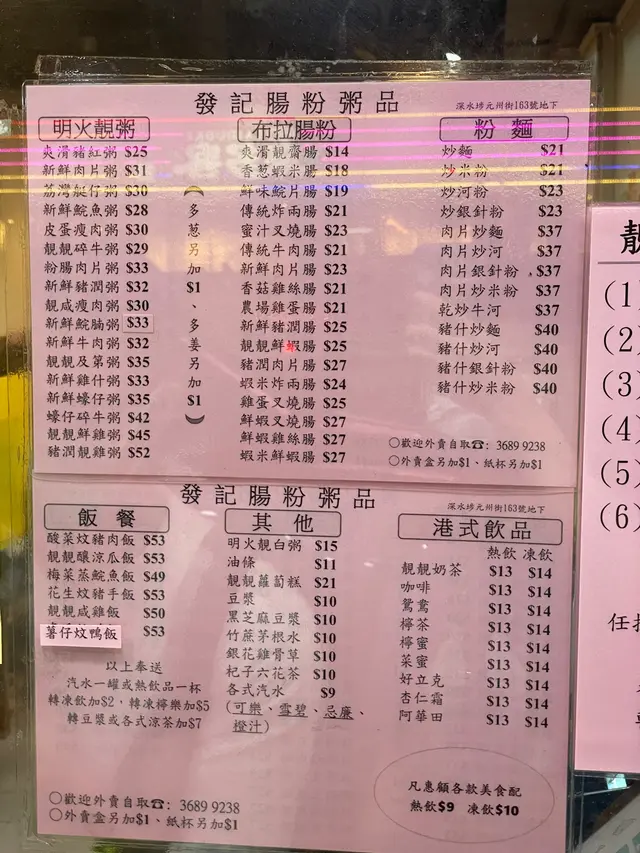 發記腸粉粥品
深水埗元州街163號地下
明火靚粥
爽滑豬紅粥 $25
新鮮肉片粥 $31
荔灣艇仔粥 $30
新鮮鯇魚粥 $28
皮蛋瘦肉粥 $30
靚靚碎牛粥 $29
粉腸肉片粥 $33
新鮮豬潤粥 $32
靚咸瘦肉粥 $30
新鮮鯇腩粥 $33
新鮮牛肉粥 $32
靚靚及第粥 $35
新鮮雞什粥 $33
新鮮蠔仔粥 $35
蠔仔碎牛粥 $42
靚靚鮮雞粥 $45
豬潤靚雞粥 $52
(多葱另加$1、多姜另加$1)
布拉腸粉
爽滑靚齋腸 $14
香葱蝦米腸 $18
鮮味鯇片腸 $19
傳統炸兩腸 $21
蜜汁叉燒腸 $23
傳統牛肉腸 $21
新鮮肉片腸 $23
香菇雞絲腸 $21
農場雞蛋腸 $21
新鮮豬潤腸 $25
靚靚鮮蝦腸 $25
豬潤肉片腸 $27
蝦米炸兩腸 $24
雞蛋叉燒腸 $25
鮮蝦叉燒腸 $27
鮮蝦雞絲腸 $27
蝦米鮮蝦腸 $27
粉麵
炒麵 $21
炒米粉 $21
炒河粉 $23
炒銀針粉 $23
肉片炒麵 $37
肉片炒河 $37
肉片銀針粉 $37
肉片炒米粉 $37
乾炒牛河 $37
豬什炒麵 $40
豬什炒河 $40
豬什銀針粉 $40
豬什炒米粉 $40
○歡迎外賣自取☎: 3689 9238
○外賣盒另加$1、紙杯另加$1
發記腸粉粥品
深水埗元州街163號地下
飯餐
酸菜炆豬肉飯 $53
靚靚釀涼瓜飯 $53
梅菜蒸鯇魚飯 $49
花生炆豬手飯 $53
靚靚咸雞飯 $50
薯仔炆鴨飯 $53
以上奉送
汽水一罐或熱飲品一杯
轉凍飲加$2,轉凍檸樂加$5
轉豆漿或各式涼茶加$7
○歡迎外賣自取☎: 3689 9238
○外賣盒另加$1、紙杯另加$1
其他
明火靚白粥 $15
油條 $11
靚靚蘿蔔糕 $21
豆漿 $10
黑芝麻豆漿 $10
竹蔗茅根水 $10
銀花雞骨草 $10
杞子六花茶 $10
各式汽水 $9
(可樂、雪碧、忌廉、
橙汁)
港式飲品
熱飲 凍飲
靚靚奶茶 $13 $14
咖啡 $13 $14
鴛鴦 $13 $14
檸茶 $13 $14
檸蜜 $13 $14
菜蜜 $13 $14
好立克 $13 $14
杏仁霜 $13 $14
阿華田 $13 $14
凡惠顧各款美食配
熱飲$9 凍飲$10
(1)
(2)
(3)
(4)
(5)
(6)